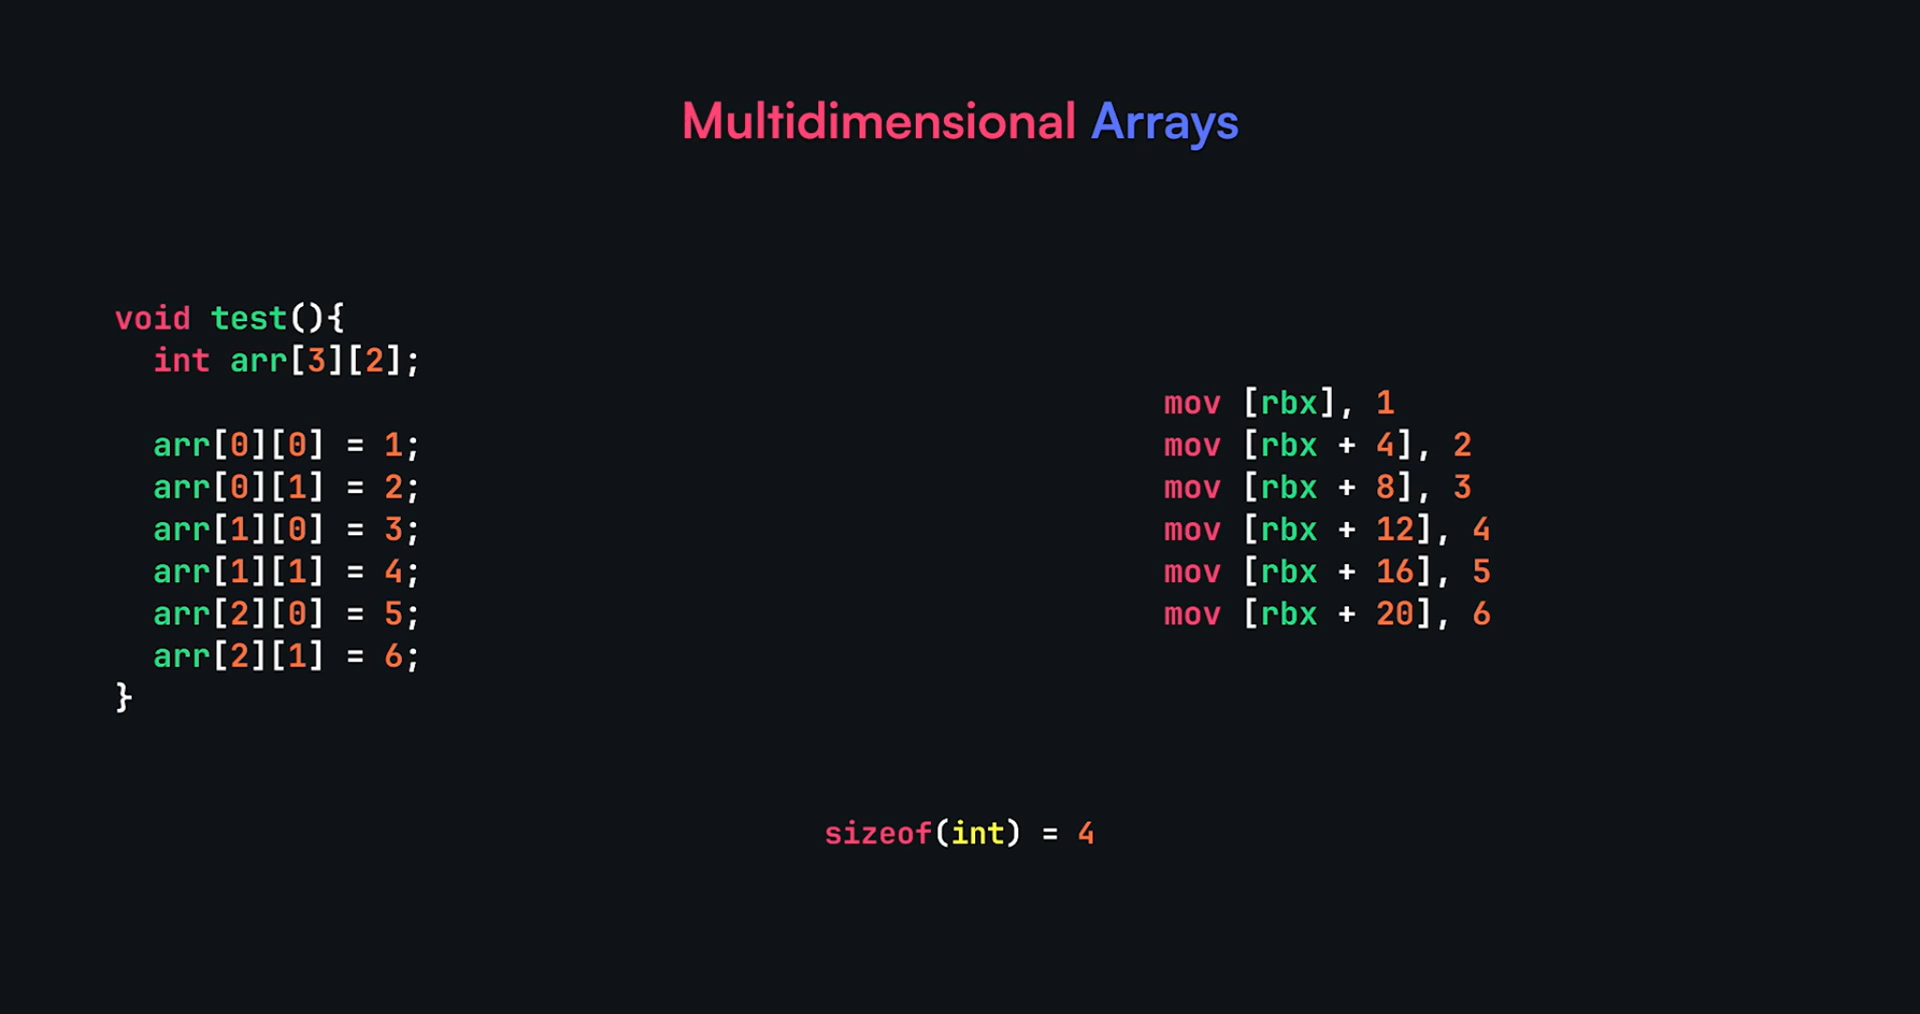 Multidimensional Arrays
void test(){
int arr[3][2];
arr[0][0] = 1;
arr[0][1] = 2;
arr[1][0] = 3;
arr[1][1] = 4;
arr[2][0] = 5;
arr[2][1] = 6;
}
mov [rbx], 1
mov [rbx + 4], 2
mov [rbx + 8], 3
mov [rbx + 12], 4
mov [rbx + 16], 5
mov [rbx + 20], 6
sizeof(int) = 4